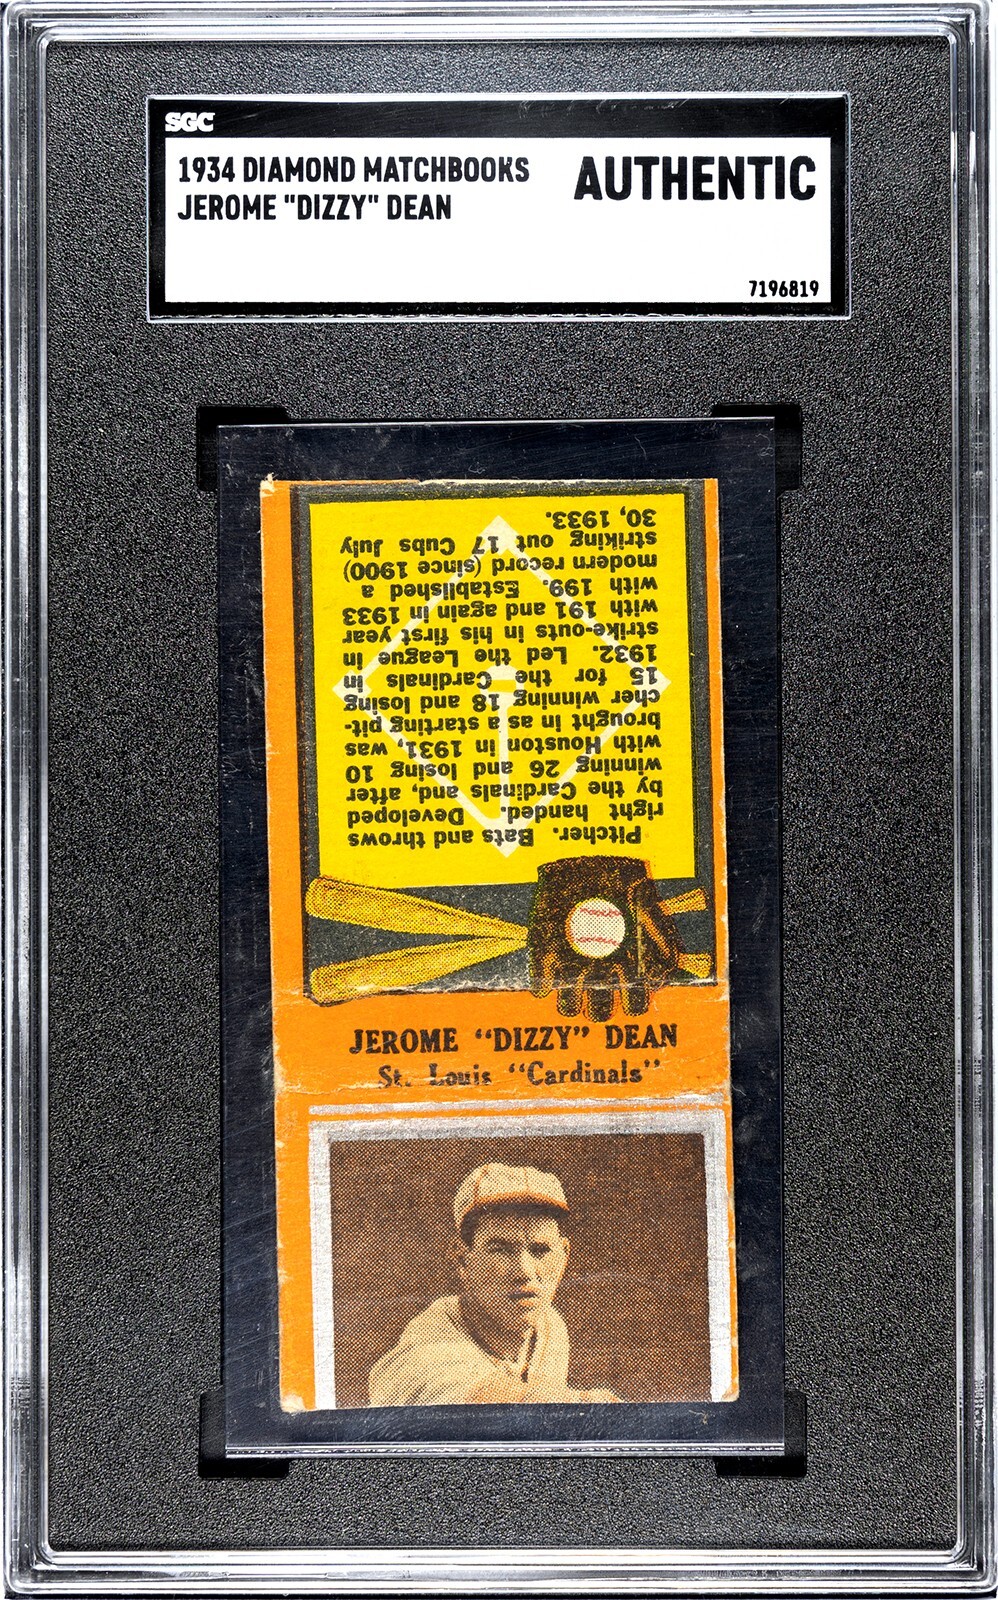 SGC
1934 DIAMOND MATCHBOOKS
JEROME "DIZZY" DEAN
AUTHENTIC
7196819
Pitcher. Bats and throws
right handed. Developed
by the Cardinals and, after
winning 26 and losing 10
with Houston in 1931, was
brought in as a starting pit-
cher winning 18 and losing
15 for the Cardinals in
1932. Led the League in
strike-outs in his first year
with 191 and again in 1933
with 199. Established a
modern record (since 1900)
striking out 17 Cubs July
30, 1933.
JEROME “DIZZY” DEAN
St. Louis “Cardinals”